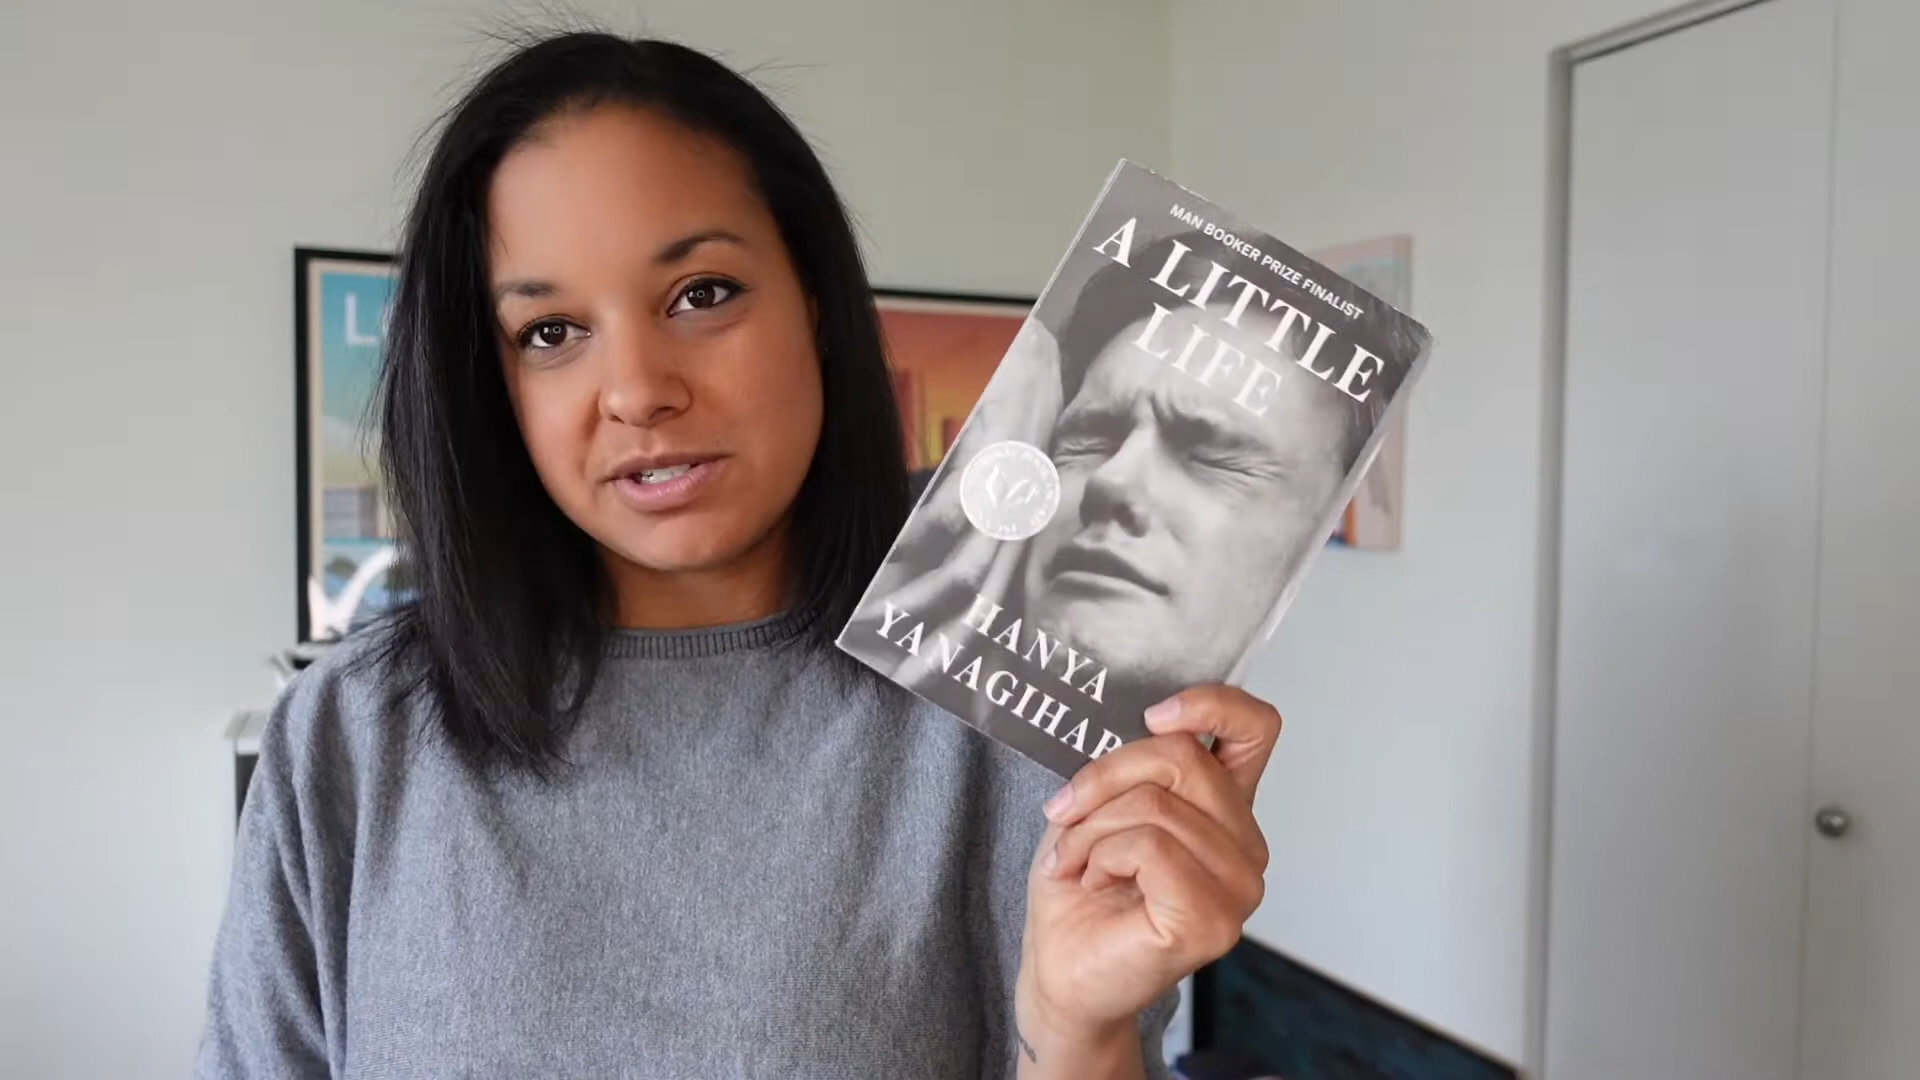 MAN BOOKER PRIZE FINALIST
A LITTLE
LIFE
HANYA
YANAGIHAR